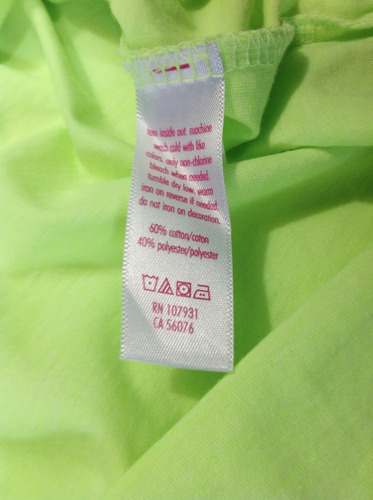 turn inside out. machine
wash cold with like
colors. only non-chlorine
bleach when needed.
tumble dry low. warm
iron on reverse if needed.
do not iron on decoration.
60% cotton/coton
40% polyester/polyester
RN 107931
CA 56076